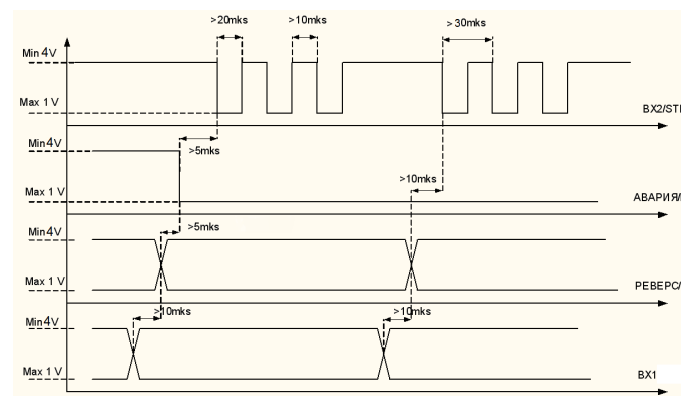 >20mks >10mks >30mks
Min 4V
Max 1 V
BX2/STE
Min4V
>5mks
>10mks
Max 1 V
АВАРИЯ/
Min4V
>5mks
Max 1 V
РЕВЕРС/
>10mks >10mks
Min4V
Max 1 V
BX1